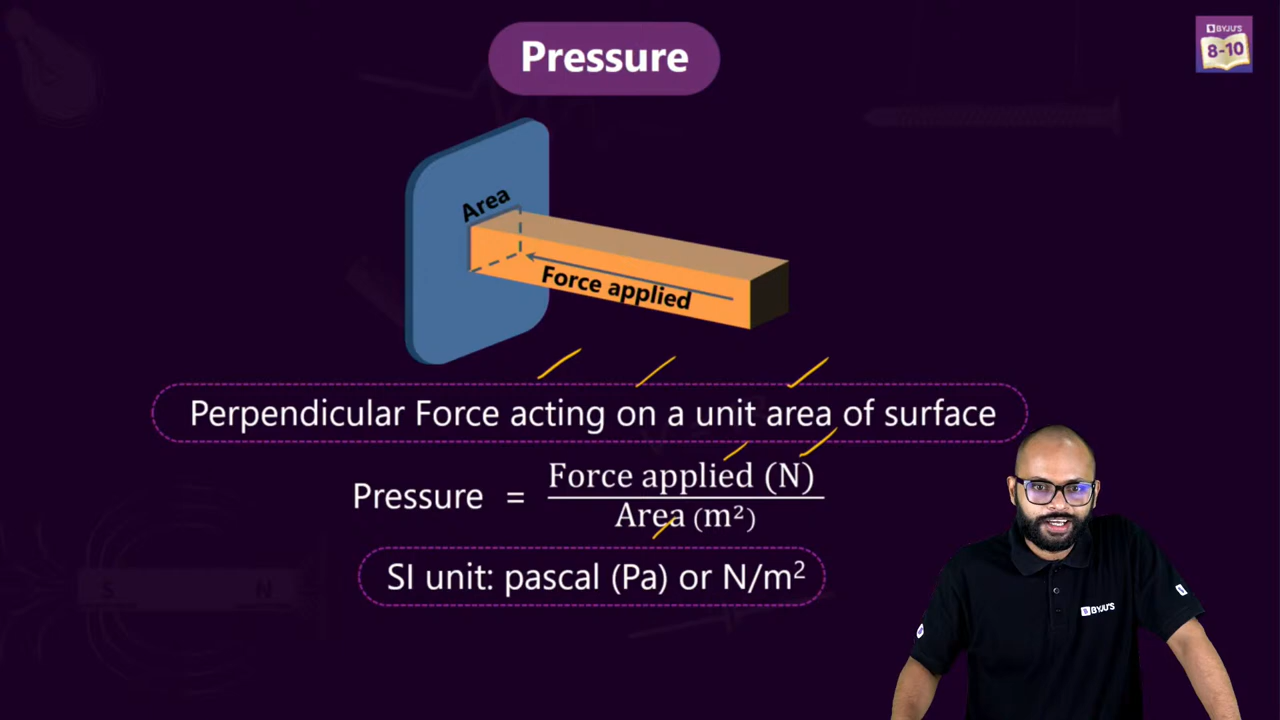 Pressure
BYJU'S
8-10
Area
Force applied
Perpendicular Force acting on a unit area of surface
Pressure = Force applied (N)
Area (m²)
SI unit: pascal (Pa) or N/m²
S N
BYJU'S